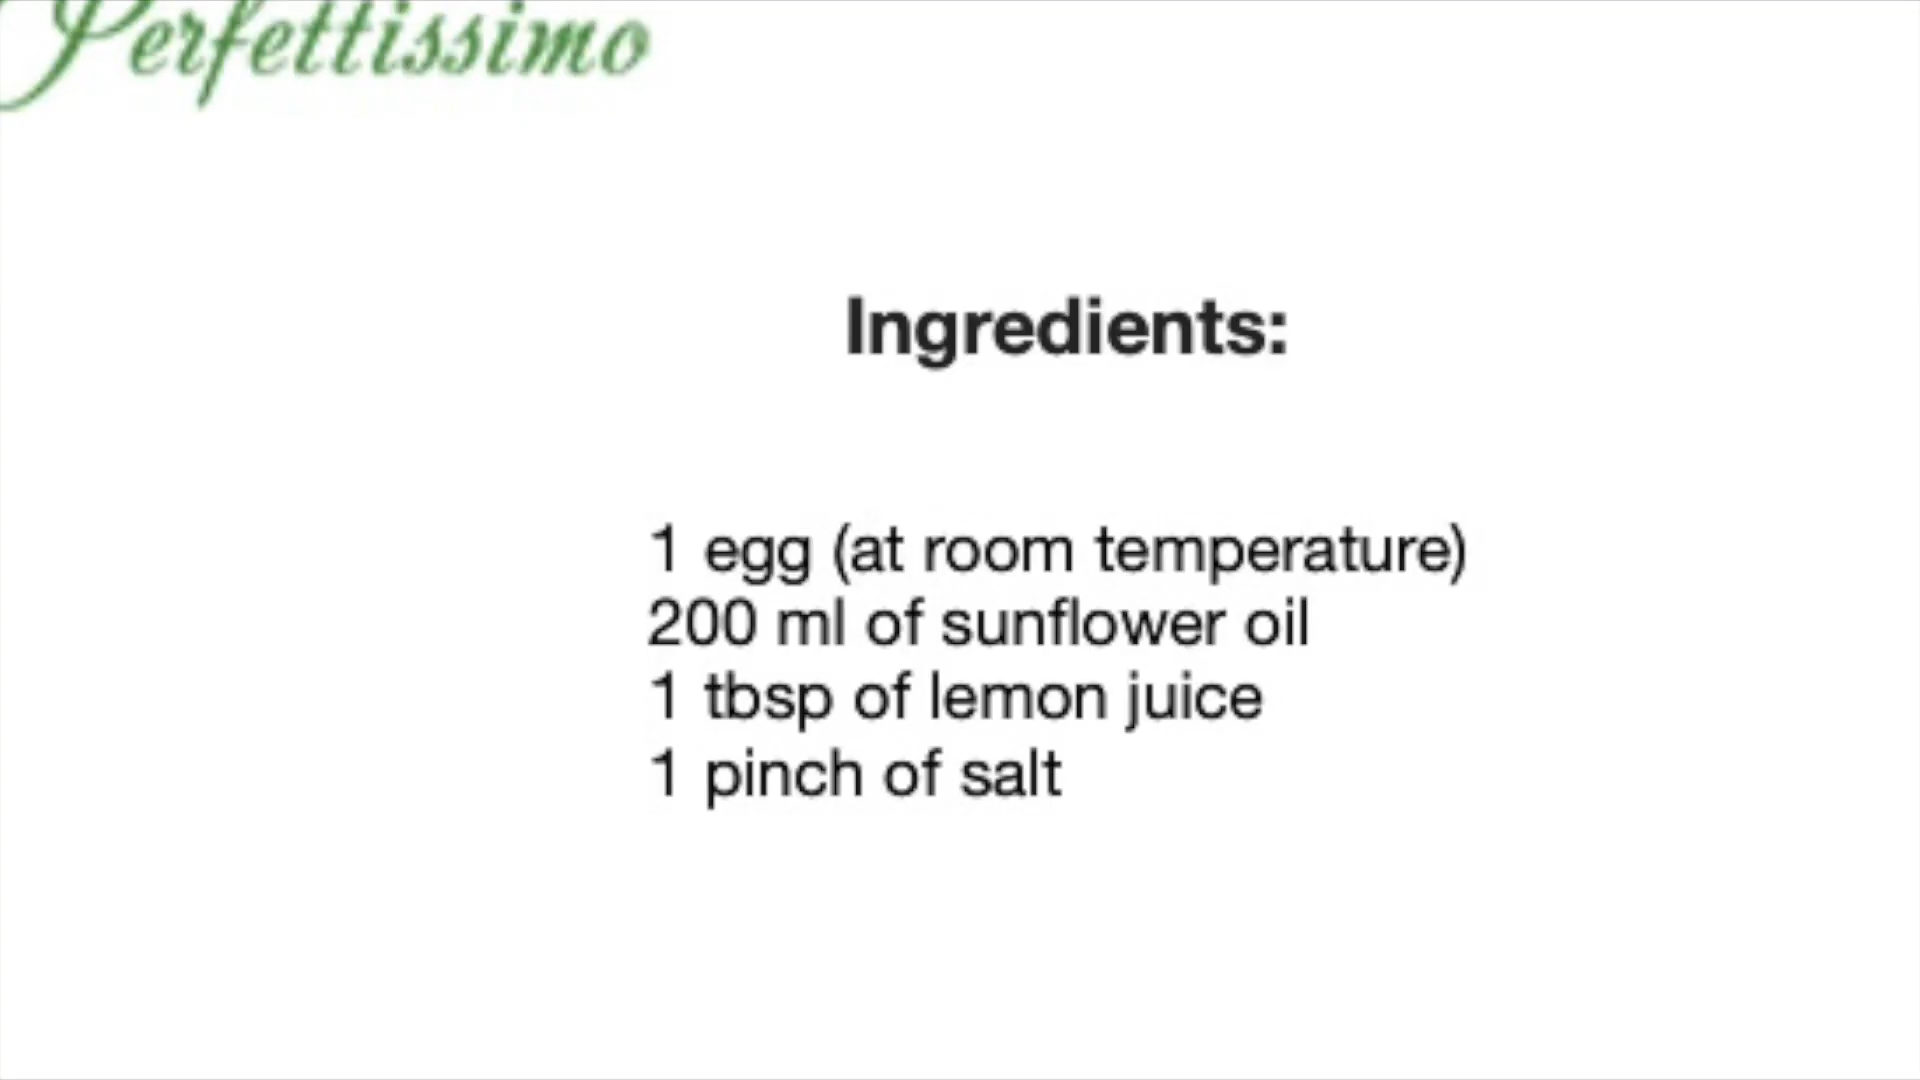 Perfettissimo
Ingredients:
1 egg (at room temperature)
200 ml of sunflower oil
1 tbsp of lemon juice
1 pinch of salt